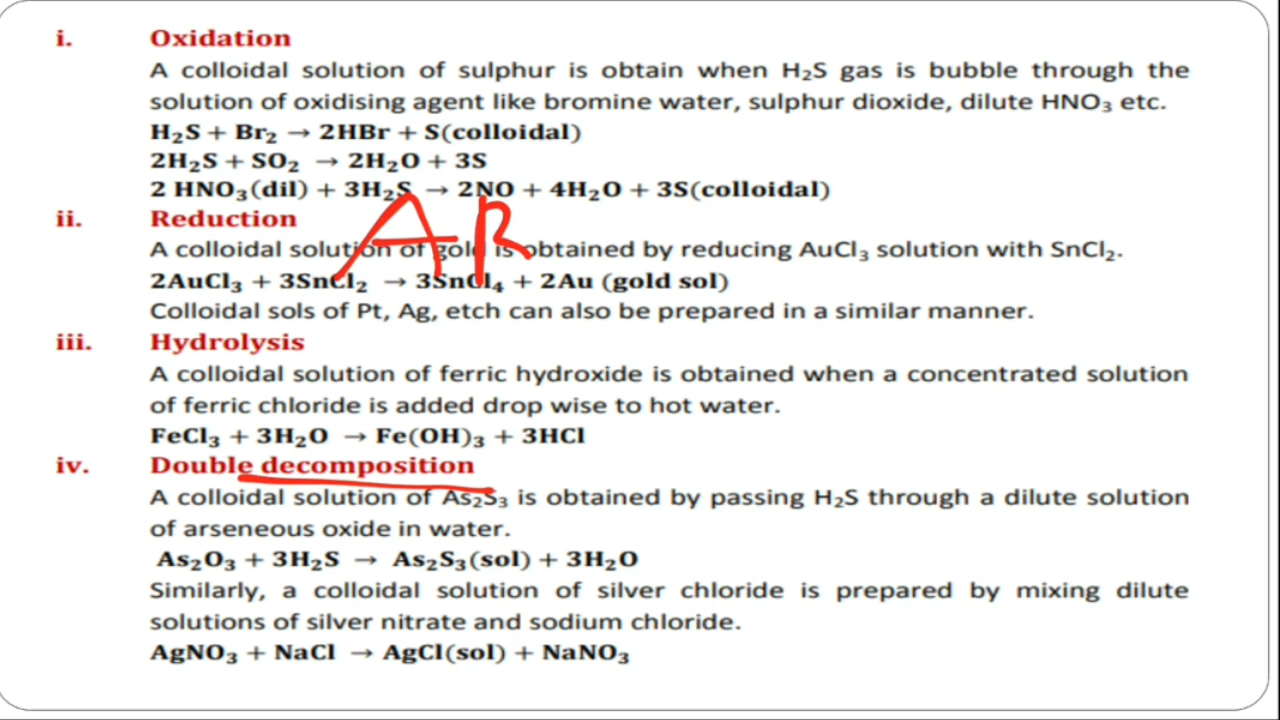 i. Oxidation
A colloidal solution of sulphur is obtain when H₂S gas is bubble through the
solution of oxidising agent like bromine water, sulphur dioxide, dilute HNO₃ etc.
H₂S + Br₂ → 2HBr + S(colloidal)
2H₂S + SO₂ → 2H₂O + 3S
2 HNO₃(dil) + 3H₂S → 2NO + 4H₂O + 3S(colloidal)
ii. Reduction
AR
A colloidal solution of gold is obtained by reducing AuCl₃ solution with SnCl₂.
2AuCl₃ + 3SnCl₂ → 3SnCl₄ + 2Au (gold sol)
Colloidal sols of Pt, Ag, etch can also be prepared in a similar manner.
iii. Hydrolysis
A colloidal solution of ferric hydroxide is obtained when a concentrated solution
of ferric chloride is added drop wise to hot water.
FeCl₃ + 3H₂O → Fe(OH)₃ + 3HCl
iv. Double decomposition
A colloidal solution of As₂S₃ is obtained by passing H₂S through a dilute solution
of arseneous oxide in water.
As₂O₃ + 3H₂S → As₂S₃(sol) + 3H₂O
Similarly, a colloidal solution of silver chloride is prepared by mixing dilute
solutions of silver nitrate and sodium chloride.
AgNO₃ + NaCl → AgCl(sol) + NaNO₃